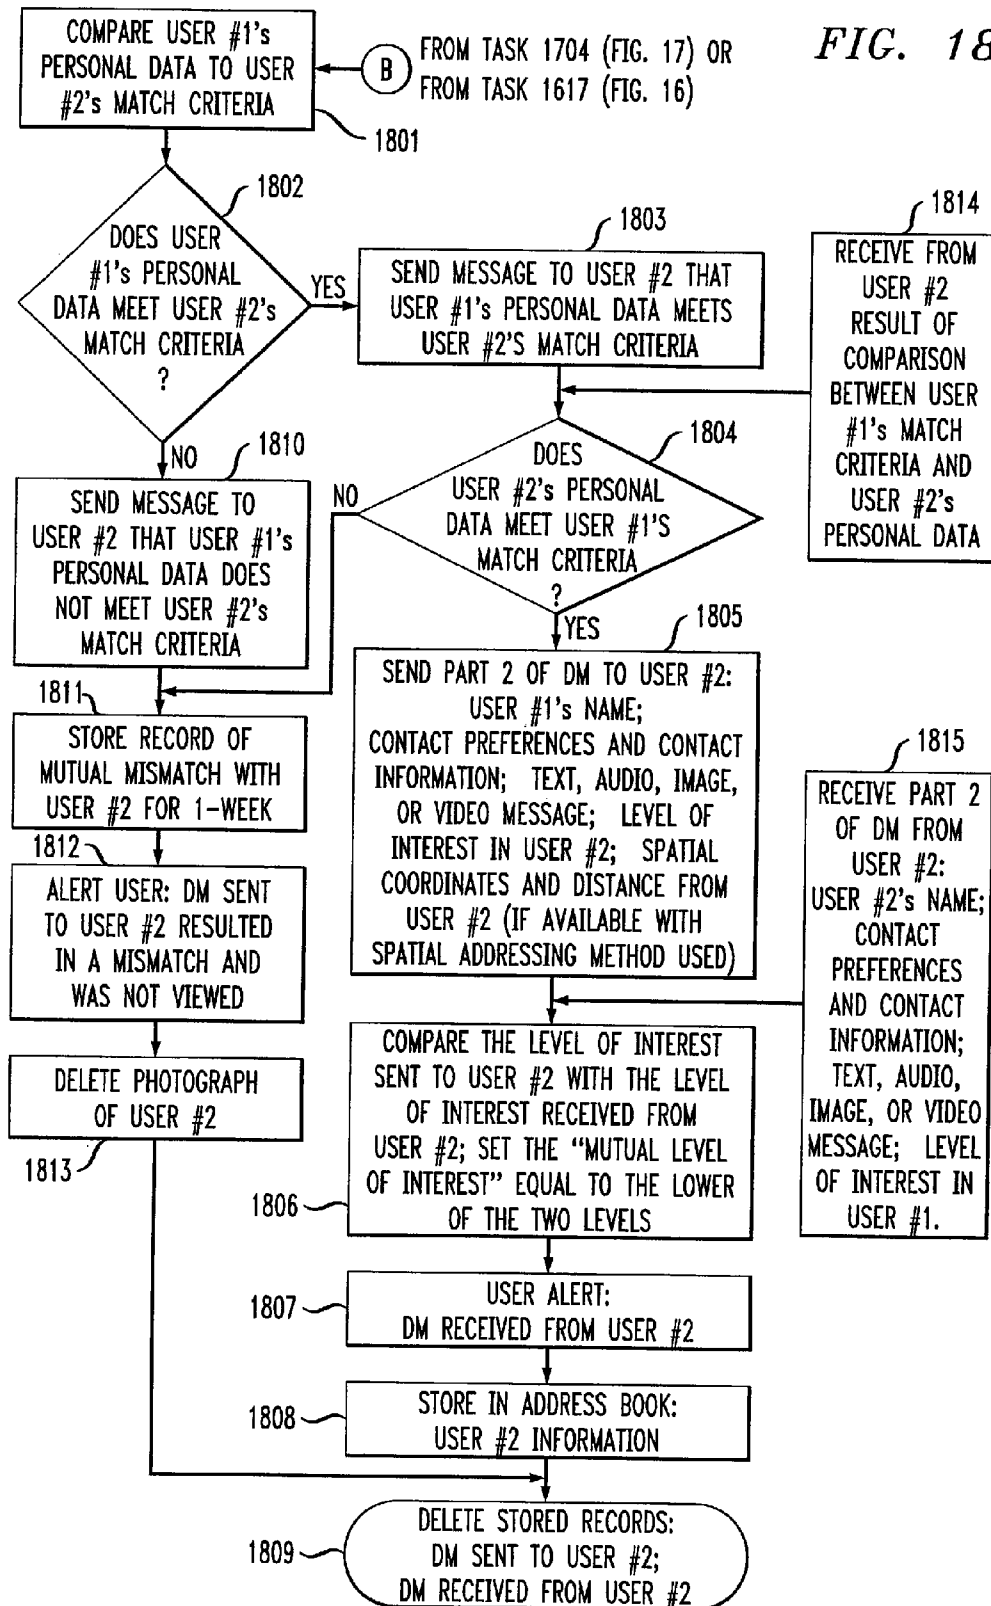 FIG. 18
COMPARE USER #1's
PERSONAL DATA TO USER
#2's MATCH CRITERIA
B
FROM TASK 1704 (FIG. 17) OR
FROM TASK 1617 (FIG. 16)
1801
1802
DOES USER
#1's PERSONAL
DATA MEET USER #2's
MATCH CRITERIA
?
YES
NO
1803
SEND MESSAGE TO USER #2 THAT
USER #1's PERSONAL DATA MEETS
USER #2'S MATCH CRITERIA
1814
RECEIVE FROM
USER #2
RESULT OF
COMPARISON
BETWEEN USER
#1's MATCH
CRITERIA AND
USER #2's
PERSONAL DATA
1804
DOES
USER #2's PERSONAL
DATA MEET USER #1'S
MATCH CRITERIA
?
NO
YES
1810
SEND MESSAGE TO
USER #2 THAT USER #1's
PERSONAL DATA DOES
NOT MEET USER #2's
MATCH CRITERIA
1805
SEND PART 2 OF DM TO USER #2:
USER #1's NAME;
CONTACT PREFERENCES AND CONTACT
INFORMATION; TEXT, AUDIO, IMAGE,
OR VIDEO MESSAGE; LEVEL OF
INTEREST IN USER #2; SPATIAL
COORDINATES AND DISTANCE FROM
USER #2 (IF AVAILABLE WITH
SPATIAL ADDRESSING METHOD USED)
1811
STORE RECORD OF
MUTUAL MISMATCH WITH
USER #2 FOR 1-WEEK
1812
ALERT USER: DM SENT
TO USER #2 RESULTED
IN A MISMATCH AND
WAS NOT VIEWED
DELETE PHOTOGRAPH
OF USER #2
1813
1815
RECEIVE PART 2
OF DM FROM
USER #2:
USER #2's NAME;
CONTACT
PREFERENCES
AND CONTACT
INFORMATION;
TEXT, AUDIO,
IMAGE, OR VIDEO
MESSAGE; LEVEL
OF INTEREST IN
USER #1.
COMPARE THE LEVEL OF INTEREST
SENT TO USER #2 WITH THE LEVEL
OF INTEREST RECEIVED FROM
USER #2; SET THE “MUTUAL LEVEL
OF INTEREST” EQUAL TO THE LOWER
OF THE TWO LEVELS
1806
USER ALERT:
DM RECEIVED FROM USER #2
1807
STORE IN ADDRESS BOOK:
USER #2 INFORMATION
1808
DELETE STORED RECORDS:
DM SENT TO USER #2;
DM RECEIVED FROM USER #2
1809